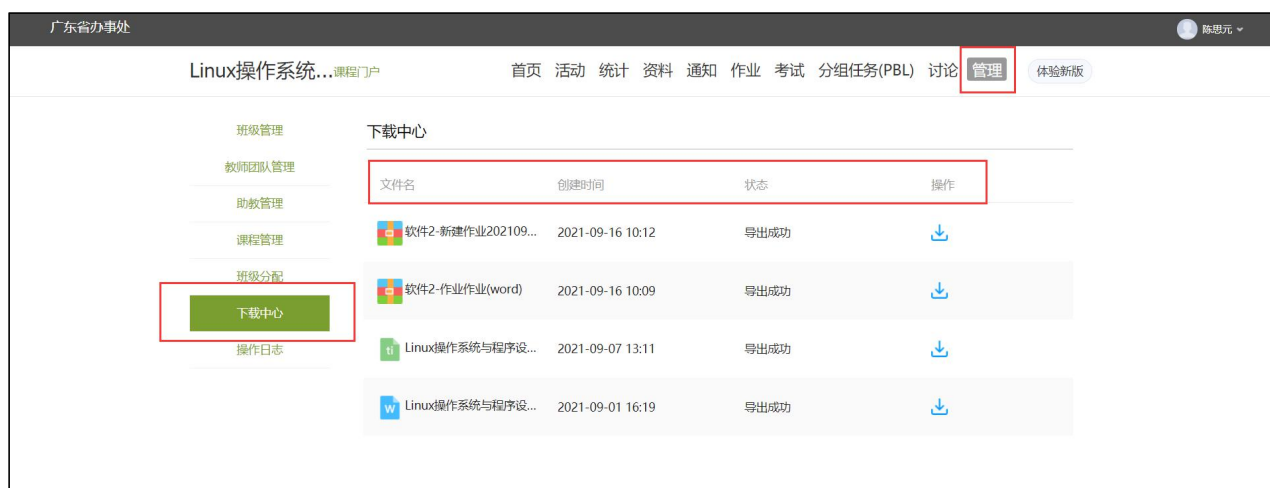 广东省办事处 陈思元
Linux操作系统...课程门户 首页 活动 统计 资料 通知 作业 考试 分组任务(PBL) 讨论 管理 体验新版
班级管理 下载中心
教师团队管理
文件名 创建时间 状态 操作
助教管理
软件2-新建作业202109... 2021-09-16 10:12 导出成功
课程管理
班级分配
软件2-作业作业(word) 2021-09-16 10:09 导出成功
下载中心
操作日志
ti Linux操作系统与程序设... 2021-09-07 13:11 导出成功
W Linux操作系统与程序设... 2021-09-01 16:19 导出成功